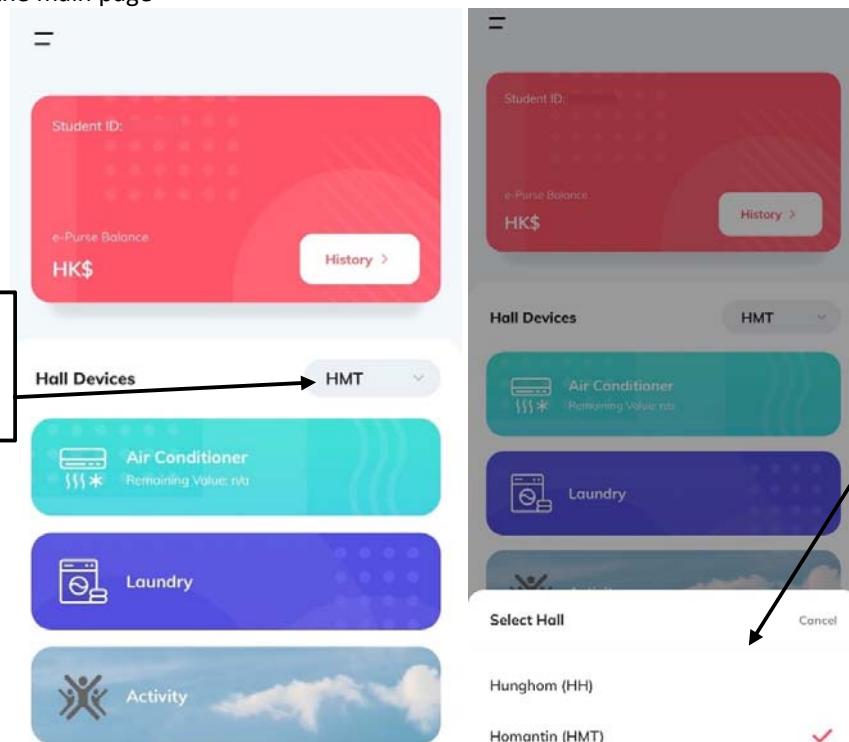 the main page
Student ID:
e-Purse Balance
HK$
History >
Hall Devices
HMT
Air Conditioner
Remaining Value: n/a
Laundry
Activity
Student ID:
e-Purse Balance
HK$
History >
Hall Devices
HMT
Air Conditioner
Remaining Value: n/a
Laundry
Select Hall
Cancel
Hunghom (HH)
Homantin (HMT)